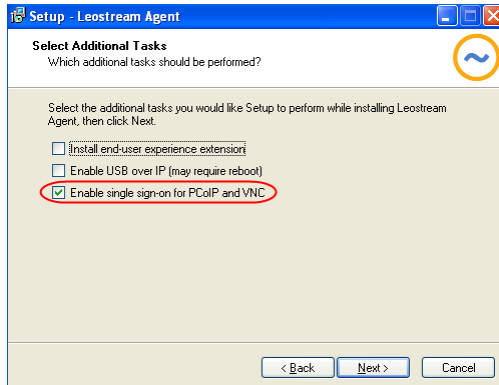 Setup - Leostream Agent
Select Additional Tasks
Which additional tasks should be performed?
Select the additional tasks you would like Setup to perform while installing Leostream
Agent, then click Next.
Install end-user experience extension
Enable USB over IP (may require reboot)
Enable single sign-on for PCoIP and VNC
< Back
Next >
Cancel